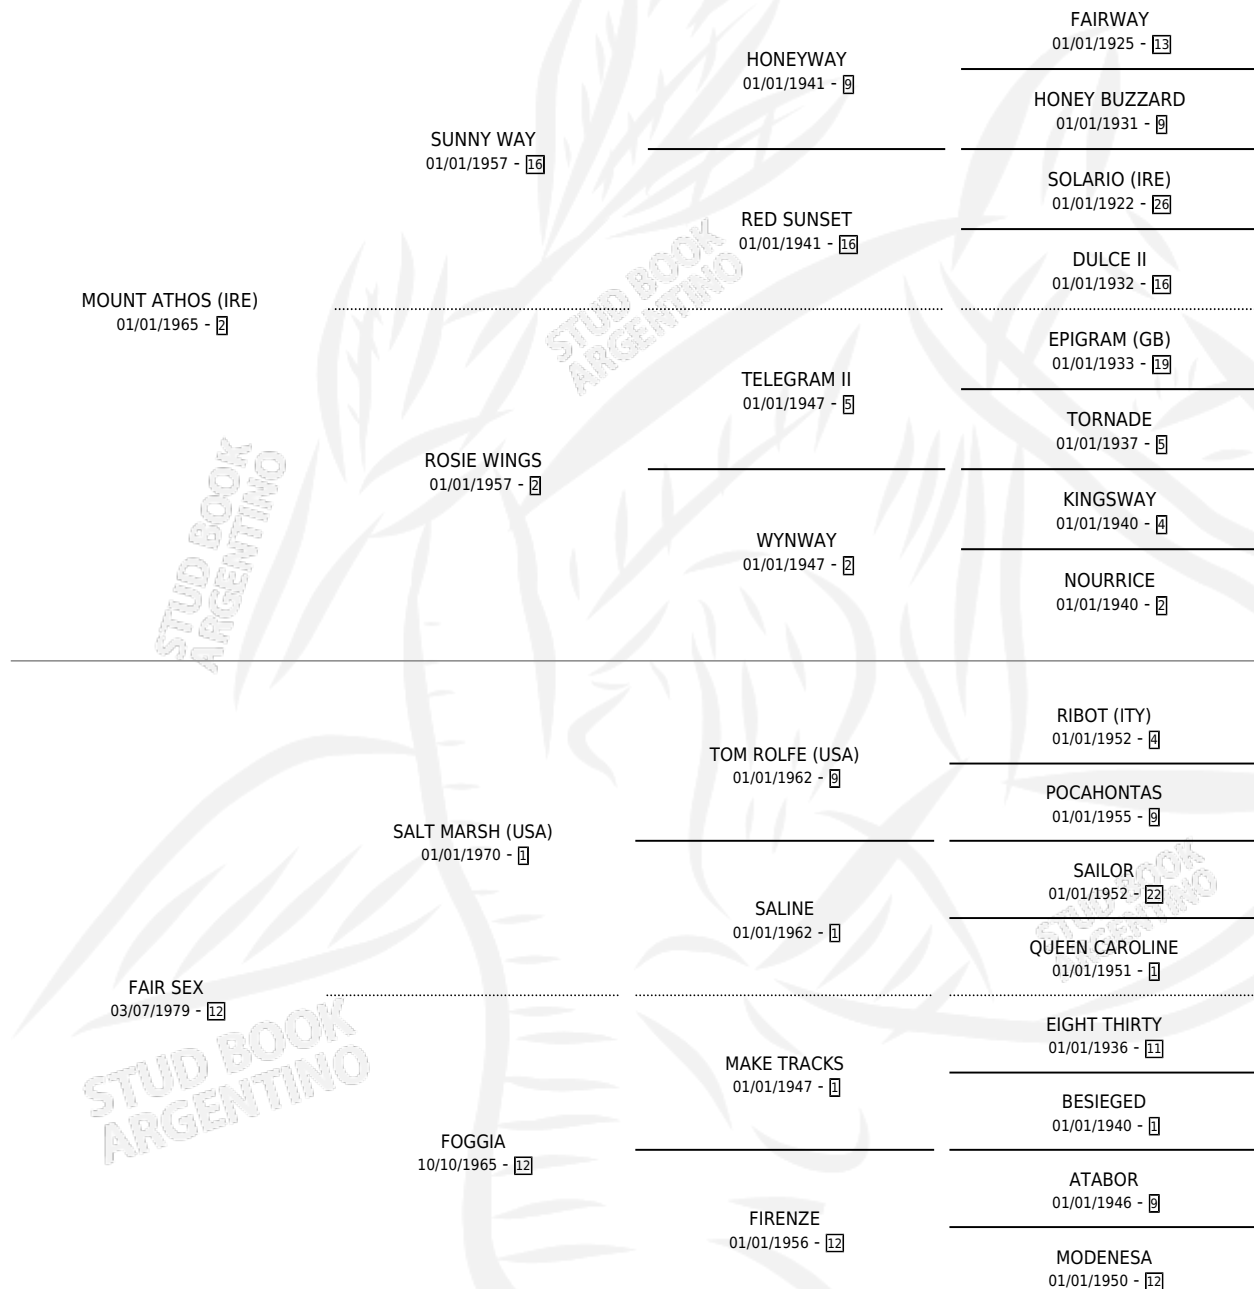 FAIRWAY
01/01/1925 - 13
HONEYWAY
01/01/1941 - 9
HONEY BUZZARD
01/01/1931 - 9
SUNNY WAY
01/01/1957 - 16
SOLARIO (IRE)
01/01/1922 - 26
RED SUNSET
01/01/1941 - 16
DULCE II
01/01/1932 - 16
MOUNT ATHOS (IRE)
01/01/1965 - 2
EPIGRAM (GB)
01/01/1933 - 19
TELEGRAM II
01/01/1947 - 5
TORNADE
01/01/1937 - 5
ROSIE WINGS
01/01/1957 - 2
KINGSWAY
01/01/1940 - 4
WYNWAY
01/01/1947 - 2
NOURRICE
01/01/1940 - 2
RIBOT (ITY)
01/01/1952 - 4
TOM ROLFE (USA)
01/01/1962 - 9
POCAHONTAS
01/01/1955 - 9
SALT MARSH (USA)
01/01/1970 - 1
SAILOR
01/01/1952 - 22
SALINE
01/01/1962 - 1
QUEEN CAROLINE
01/01/1951 - 1
FAIR SEX
03/07/1979 - 12
EIGHT THIRTY
01/01/1936 - 11
MAKE TRACKS
01/01/1947 - 1
BESIEGED
01/01/1940 - 1
FOGGIA
10/10/1965 - 12
ATABOR
01/01/1946 - 9
FIRENZE
01/01/1956 - 12
MODENESA
01/01/1950 - 12
STUD BOOK
ARGENTINO
STUD BOOK
ARGENTINO
STUD BOOK
ARGENTINO
STUD BOOK
ARGENTINO